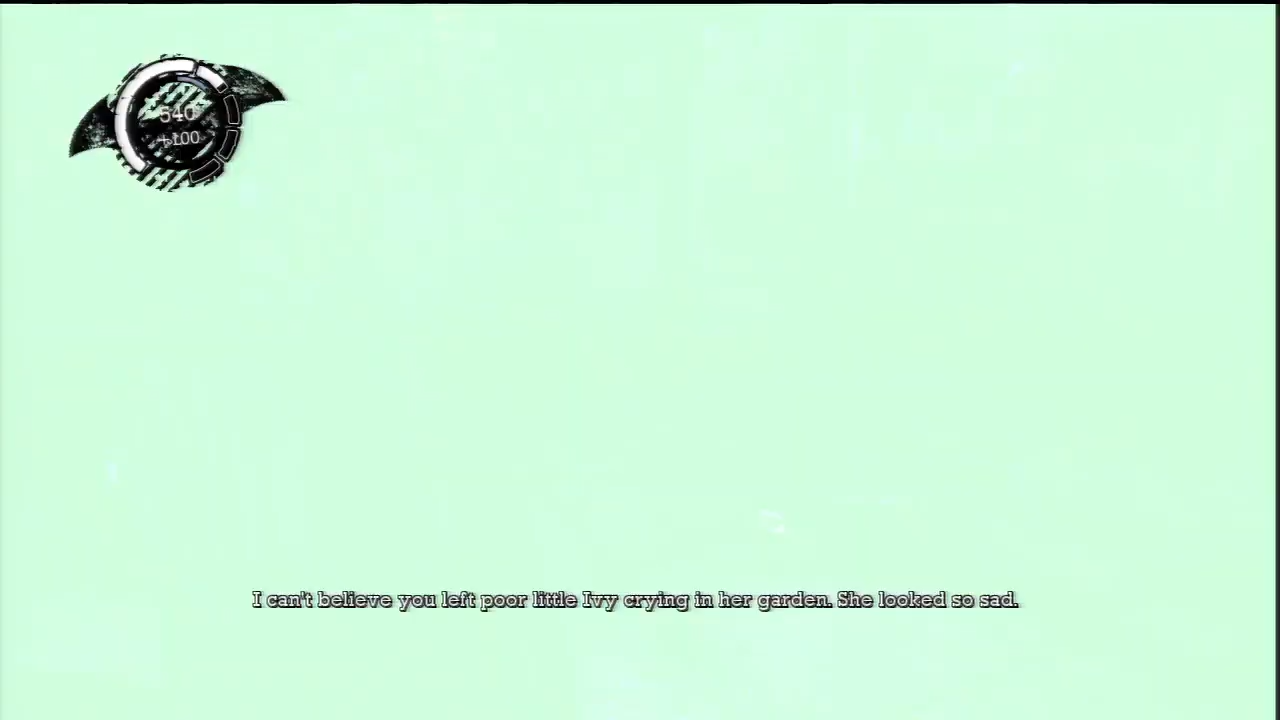 540
+100
I can't believe you left poor little Ivy crying in her garden. She looked so sad.